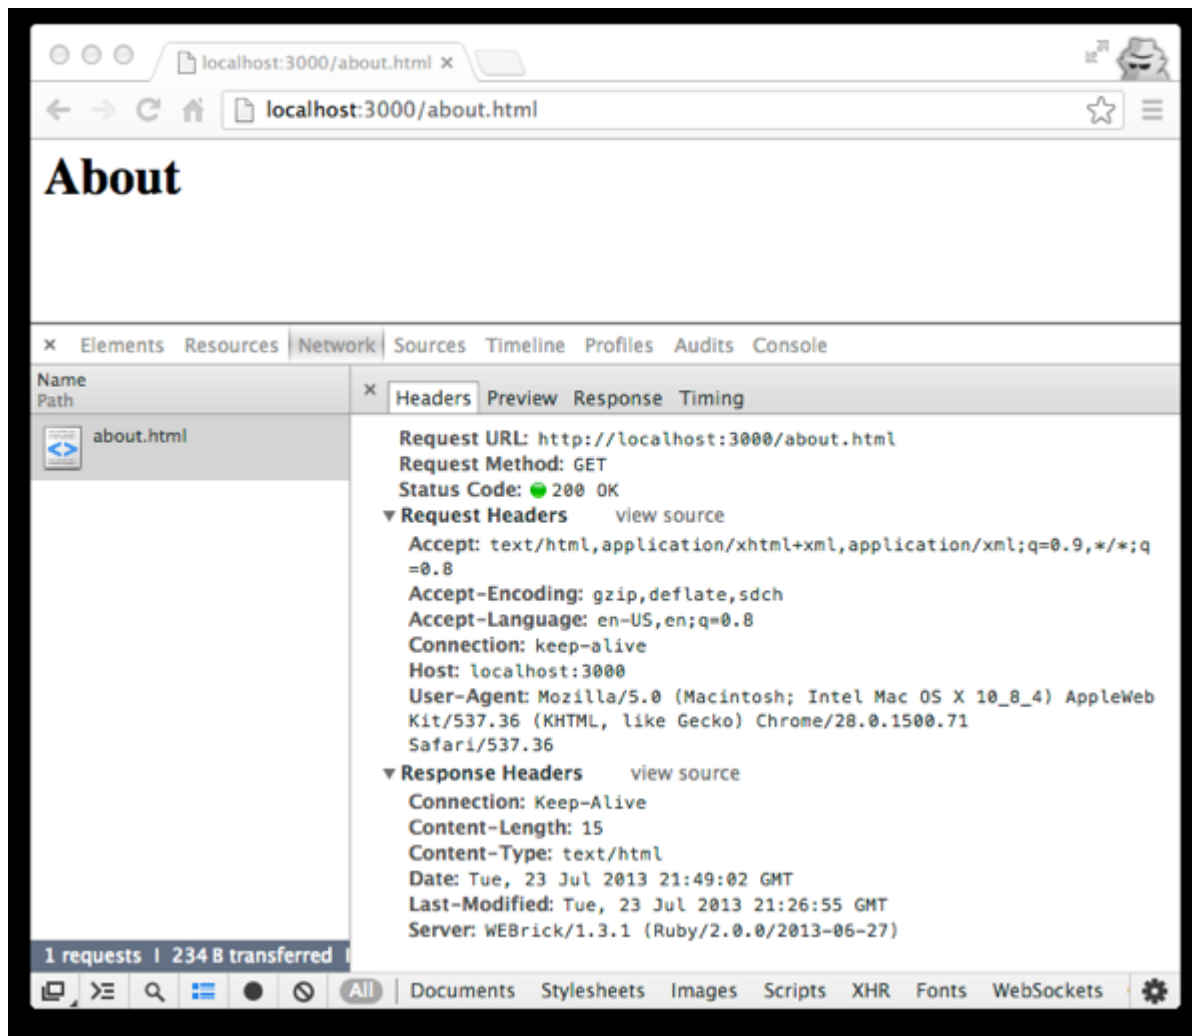 localhost:3000/about.html ×
localhost:3000/about.html
About
× Elements Resources Network Sources Timeline Profiles Audits Console
Name
Path
× Headers Preview Response Timing
about.html
Request URL: http://localhost:3000/about.html
Request Method: GET
Status Code: 200 OK
▼ Request Headers view source
Accept: text/html,application/xhtml+xml,application/xml;q=0.9,*/*;q
=0.8
Accept-Encoding: gzip,deflate,sdch
Accept-Language: en-US,en;q=0.8
Connection: keep-alive
Host: localhost:3000
User-Agent: Mozilla/5.0 (Macintosh; Intel Mac OS X 10_8_4) AppleWeb
Kit/537.36 (KHTML, like Gecko) Chrome/28.0.1500.71
Safari/537.36
▼ Response Headers view source
Connection: Keep-Alive
Content-Length: 15
Content-Type: text/html
Date: Tue, 23 Jul 2013 21:49:02 GMT
Last-Modified: Tue, 23 Jul 2013 21:26:55 GMT
Server: WEBrick/1.3.1 (Ruby/2.0.0/2013-06-27)
1 requests | 234 B transferred |
All | Documents Stylesheets Images Scripts XHR Fonts WebSockets